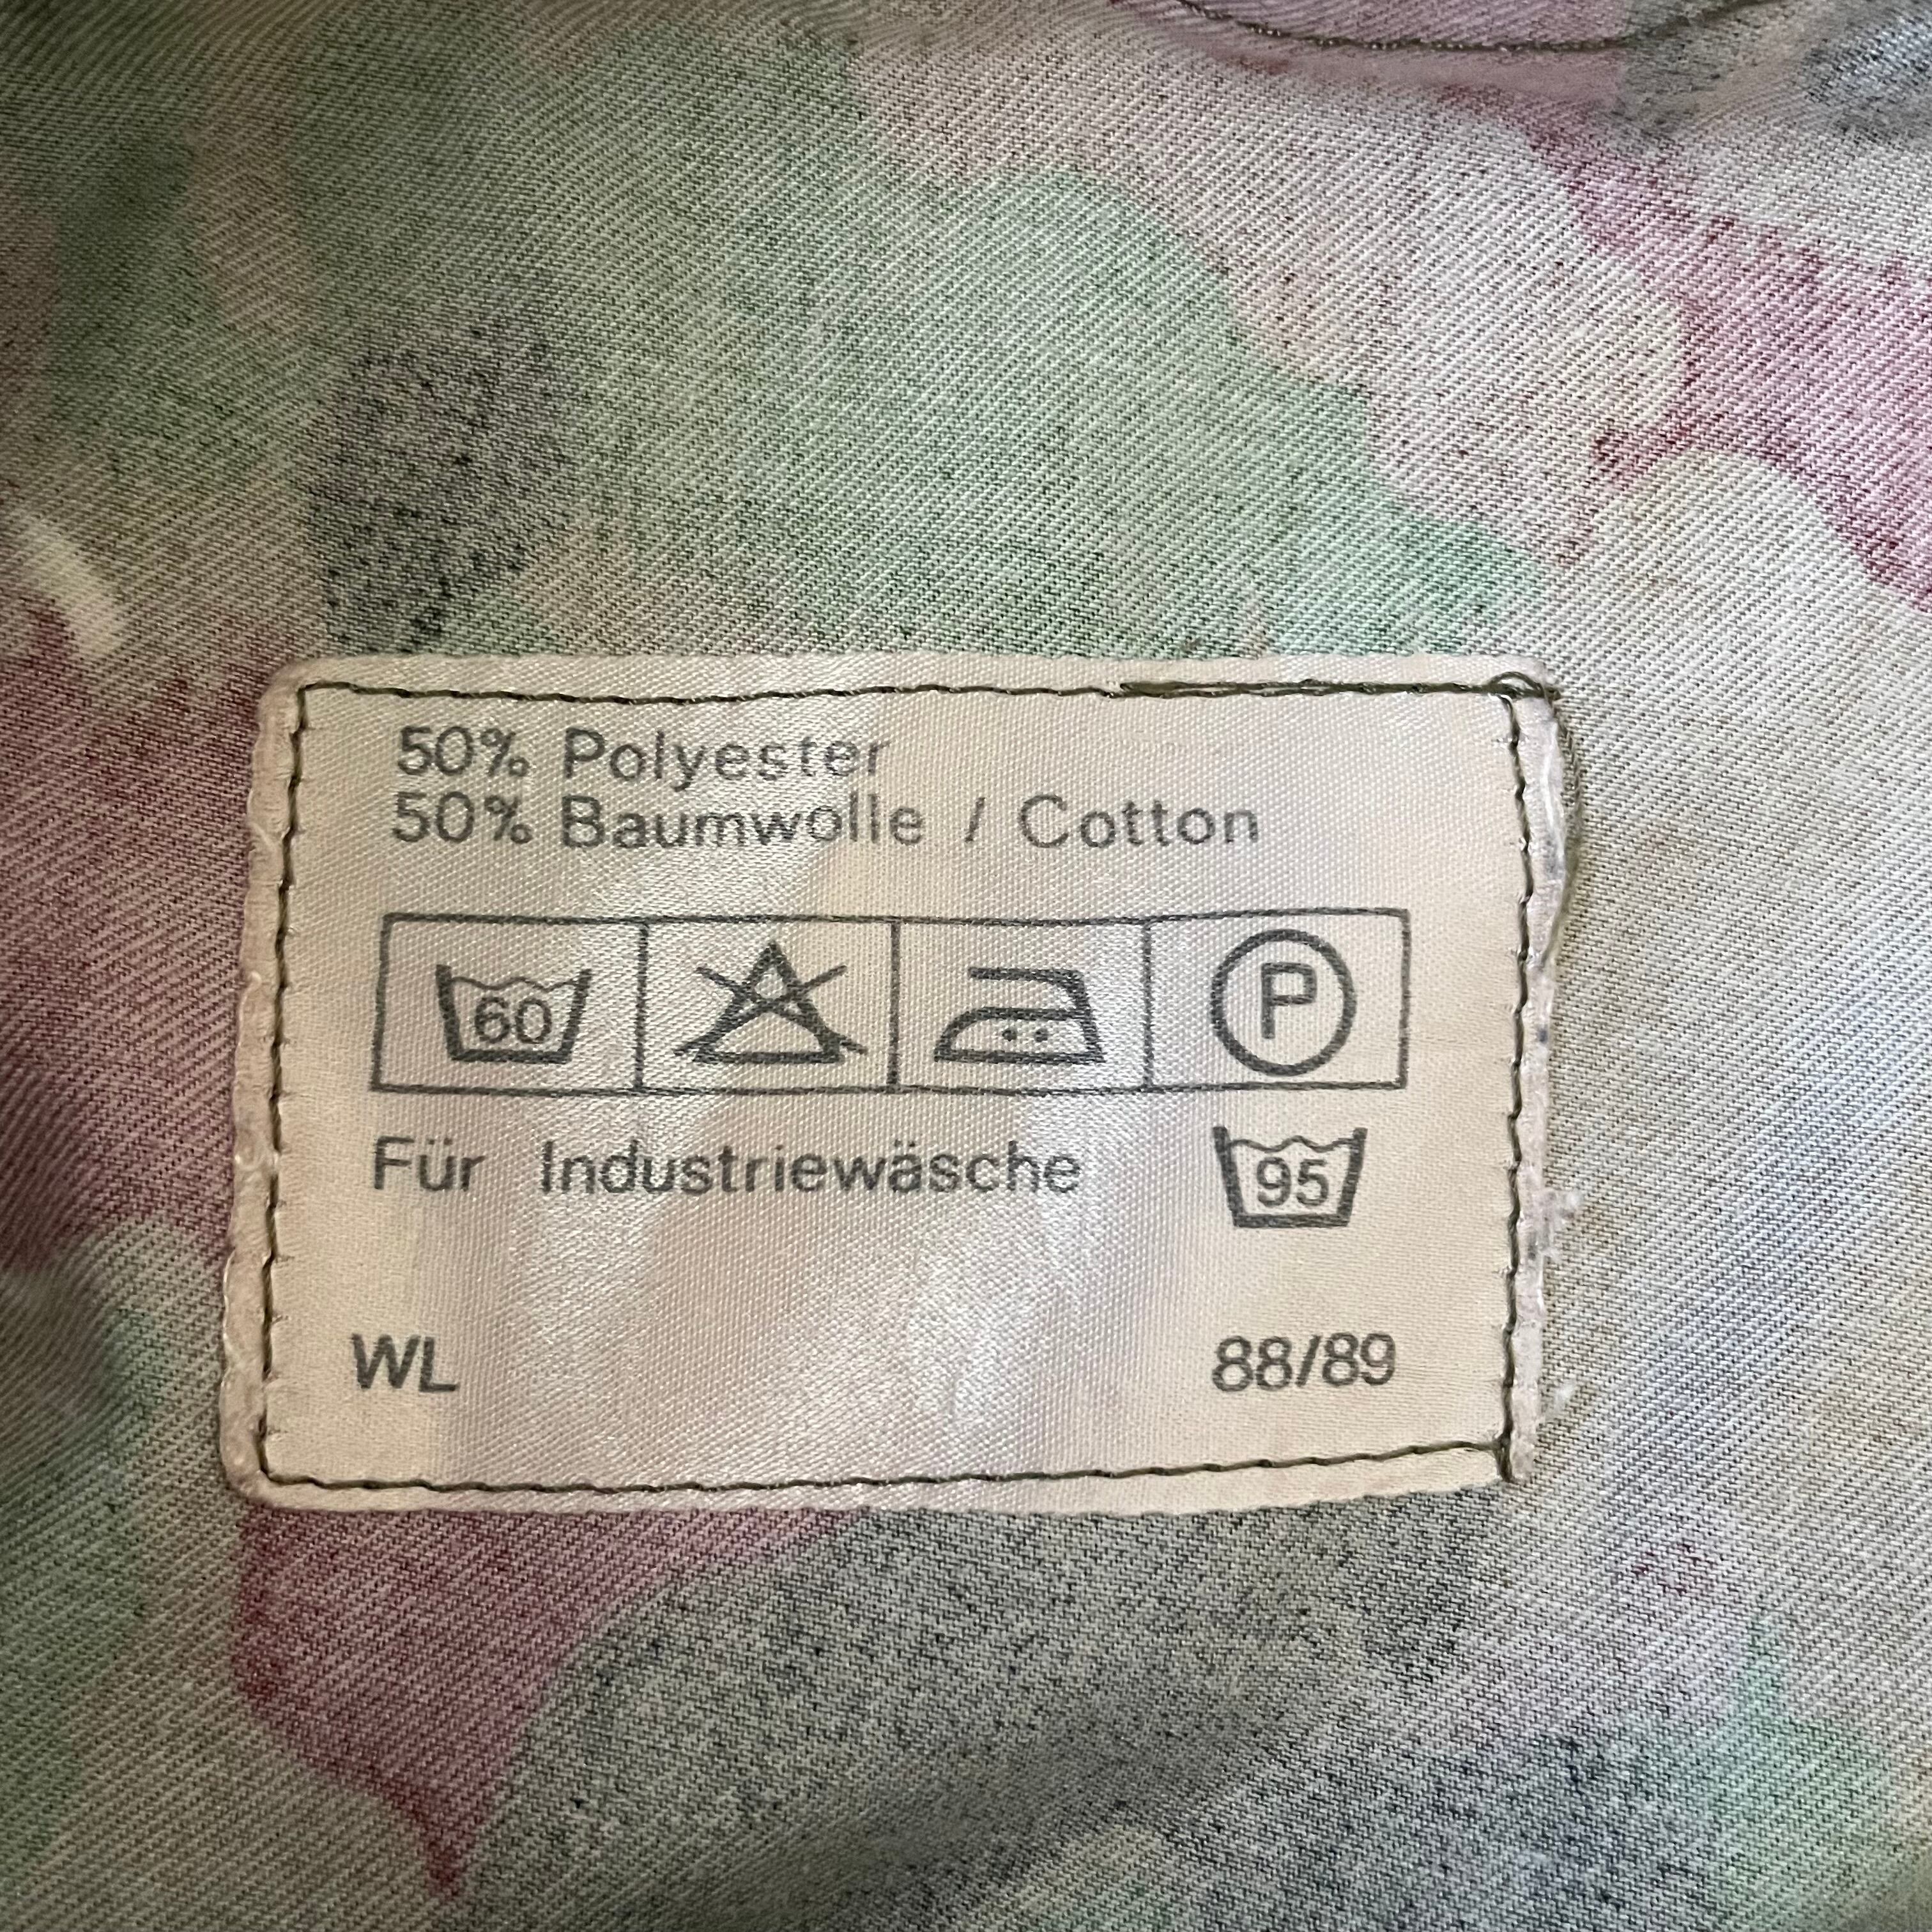 50% Polyester
50% Baumwolle / Cotton
60 P
Für Industriewäsche 95
WL 88/89